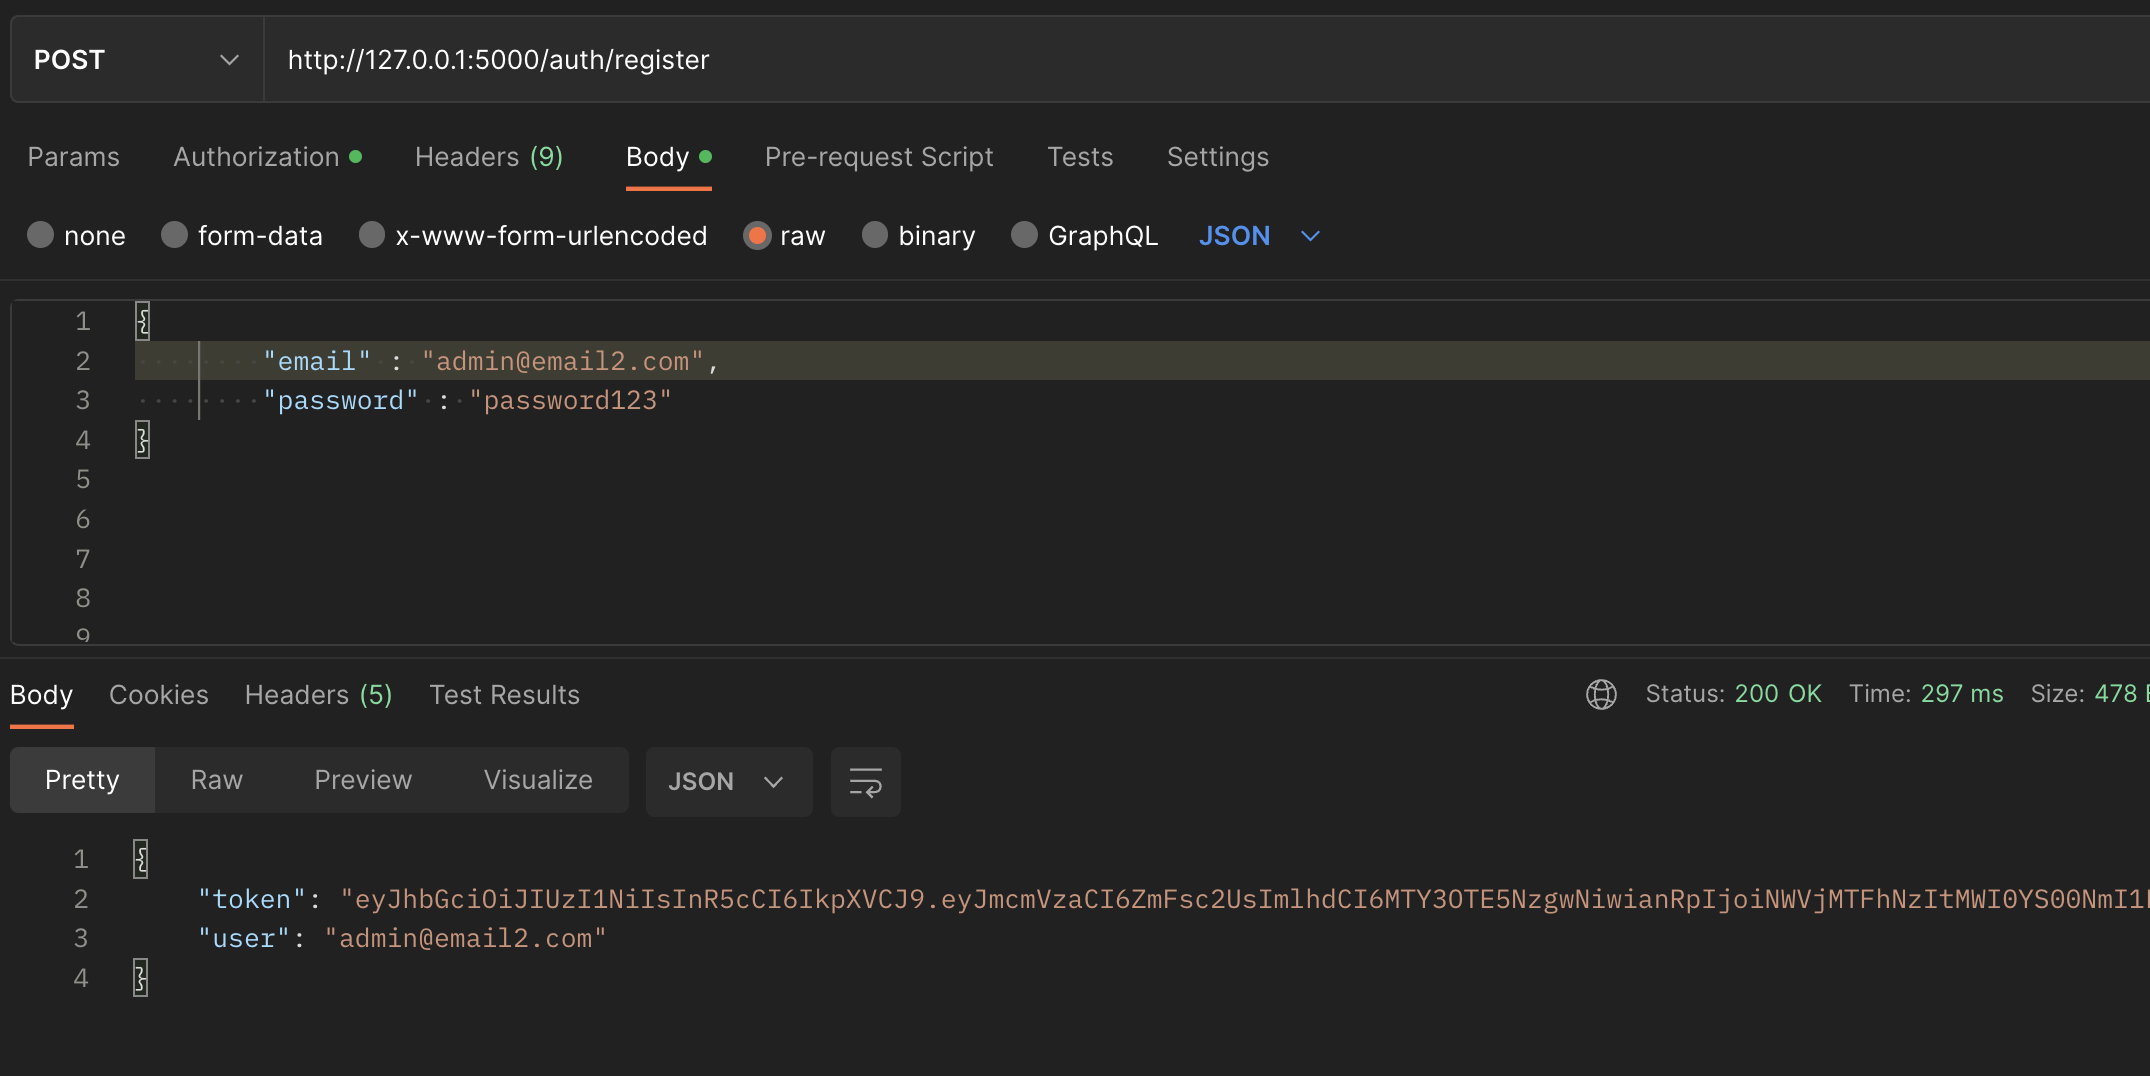 POST http://127.0.0.1:5000/auth/register
Params Authorization Headers (9) Body Pre-request Script Tests Settings
none form-data x-www-form-urlencoded raw binary GraphQL JSON
1 {
2 "email" : "admin@email2.com",
3 "password" : "password123"
4 }
5
6
7
8
9
Body Cookies Headers (5) Test Results Status: 200 OK Time: 297 ms Size: 478
Pretty Raw Preview Visualize JSON
1 {
2 "token": "eyJhbGciOiJIUzI1NiIsInR5cCI6IkpXVCJ9.eyJmcmVzaCI6ZmFsc2UsImlhdCI6MTY3OTE5NzgwNiwianRpIjoiNWVjMTFhNzItMWI0YS00NmI1
3 "user": "admin@email2.com"
4 }